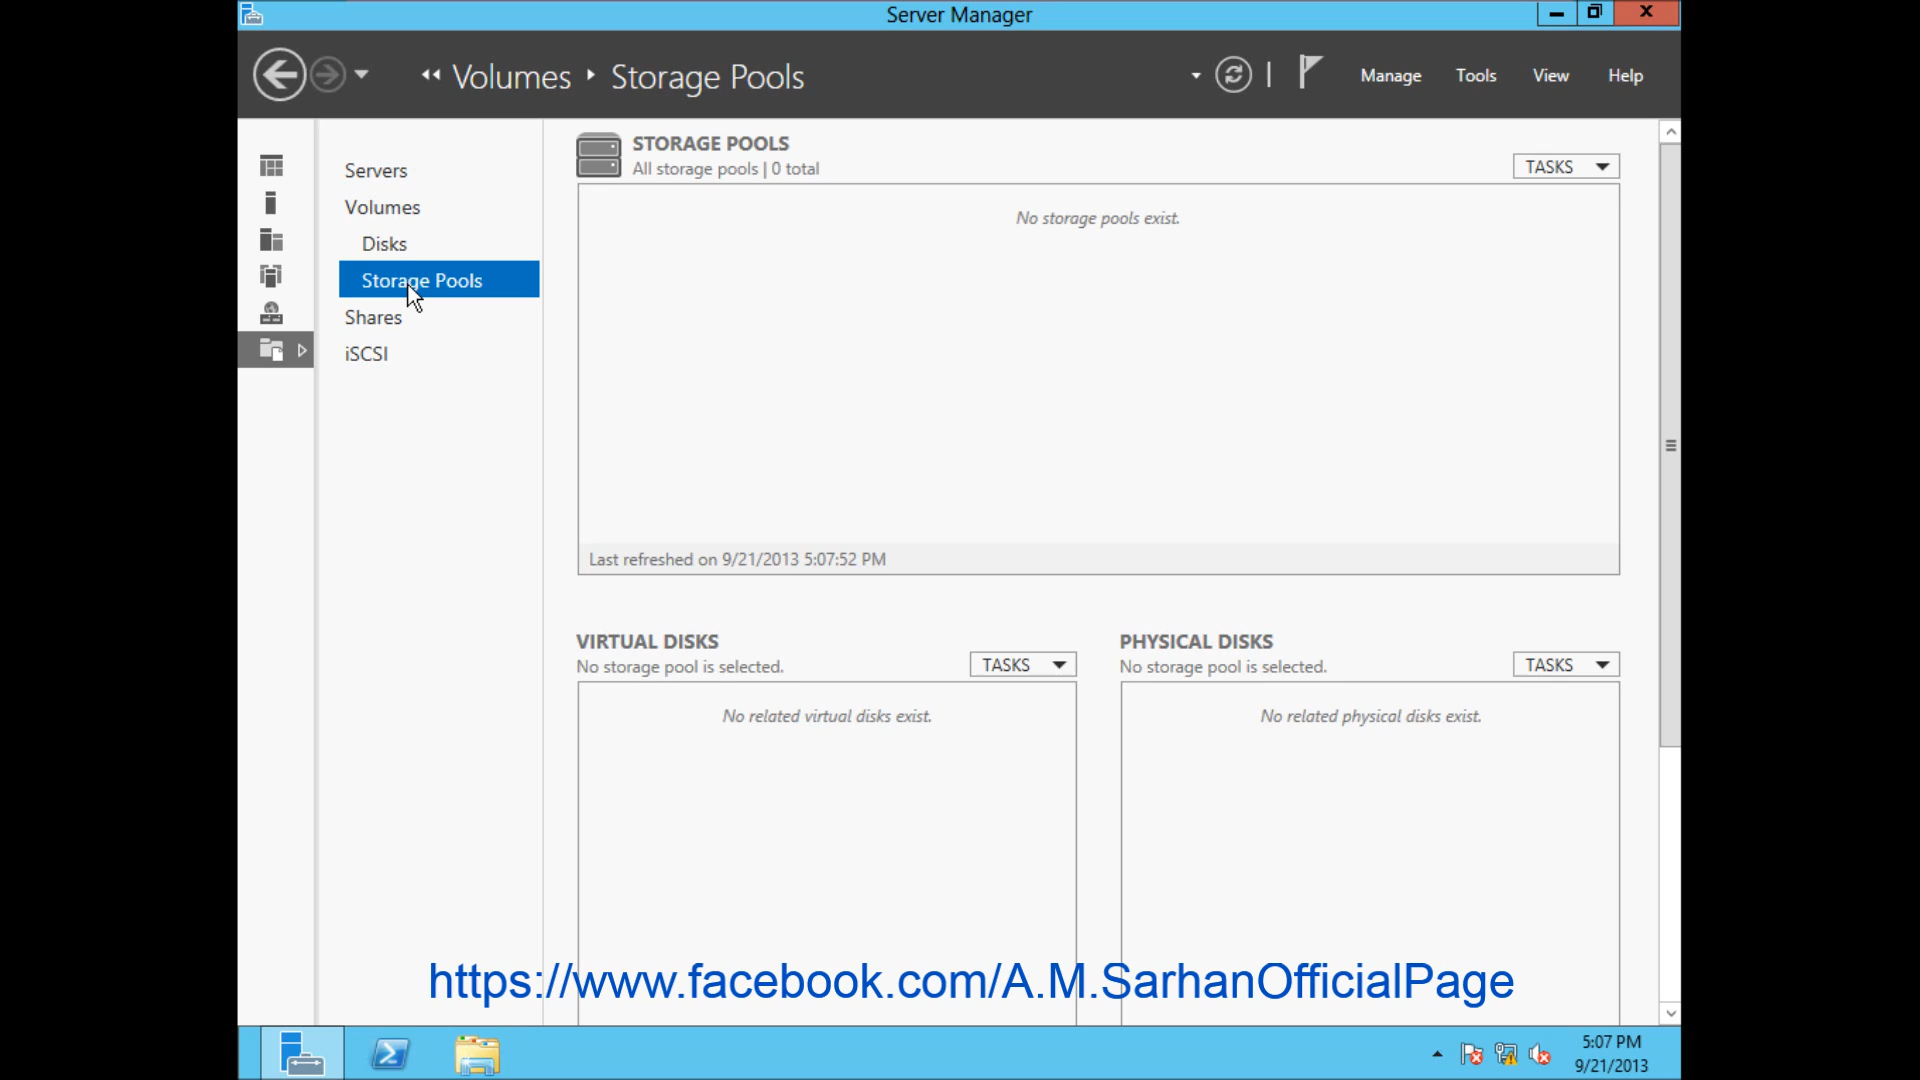 Server Manager
Volumes Storage Pools
Manage Tools View Help
Servers
Volumes
Disks
Storage Pools
Shares
iSCSI
STORAGE POOLS
All storage pools | 0 total
TASKS
No storage pools exist.
Last refreshed on 9/21/2013 5:07:52 PM
VIRTUAL DISKS
No storage pool is selected.
TASKS
No related virtual disks exist.
PHYSICAL DISKS
No storage pool is selected.
TASKS
No related physical disks exist.
https://www.facebook.com/A.M.SarhanOfficialPage
5:07 PM
9/21/2013